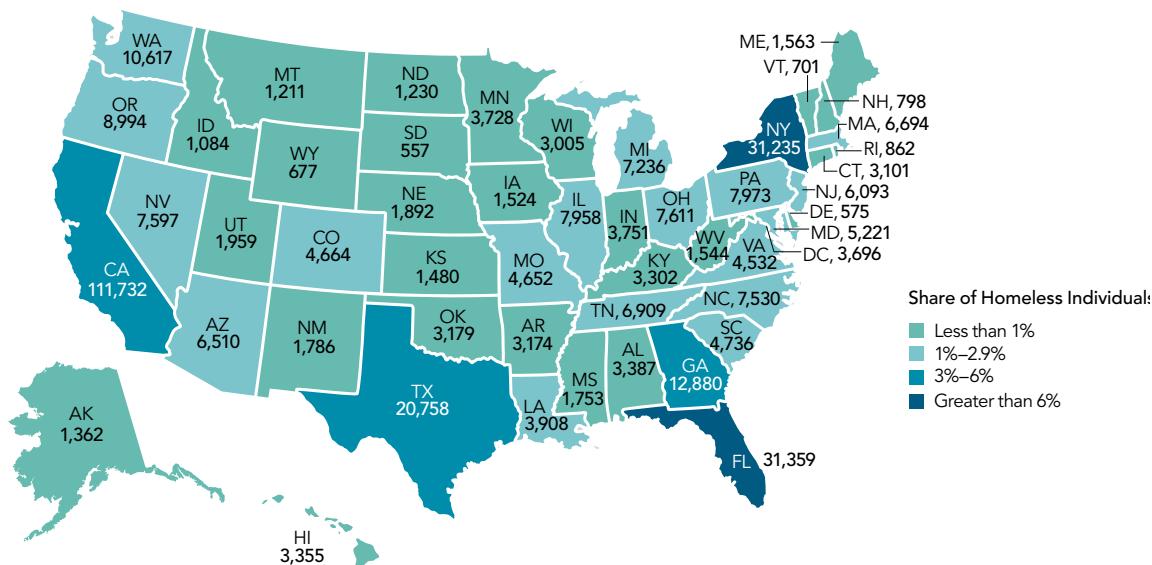 WA
10,617
OR
8,994
CA
111,732
NV
7,597
ID
1,084
MT
1,211
WY
677
UT
1,959
AZ
6,510
CO
4,664
NM
1,786
ND
1,230
SD
557
NE
1,892
KS
1,480
OK
3,179
TX
20,758
MN
3,728
IA
1,524
MO
4,652
AR
3,174
LA
3,908
WI
3,005
IL
7,958
MI
7,236
IN
3,751
OH
7,611
KY
3,302
TN, 6,909
MS
1,753
AL
3,387
GA
12,880
FL
31,359
SC
4,736
NC, 7,530
VA
4,532
WV
1,544
PA
7,973
NY
31,235
ME, 1,563
VT, 701
NH, 798
MA, 6,694
RI, 862
CT, 3,101
NJ, 6,093
DE, 575
MD, 5,221
DC, 3,696
AK
1,362
HI
3,355
Share of Homeless Individuals
Less than 1%
1%–2.9%
3%–6%
Greater than 6%